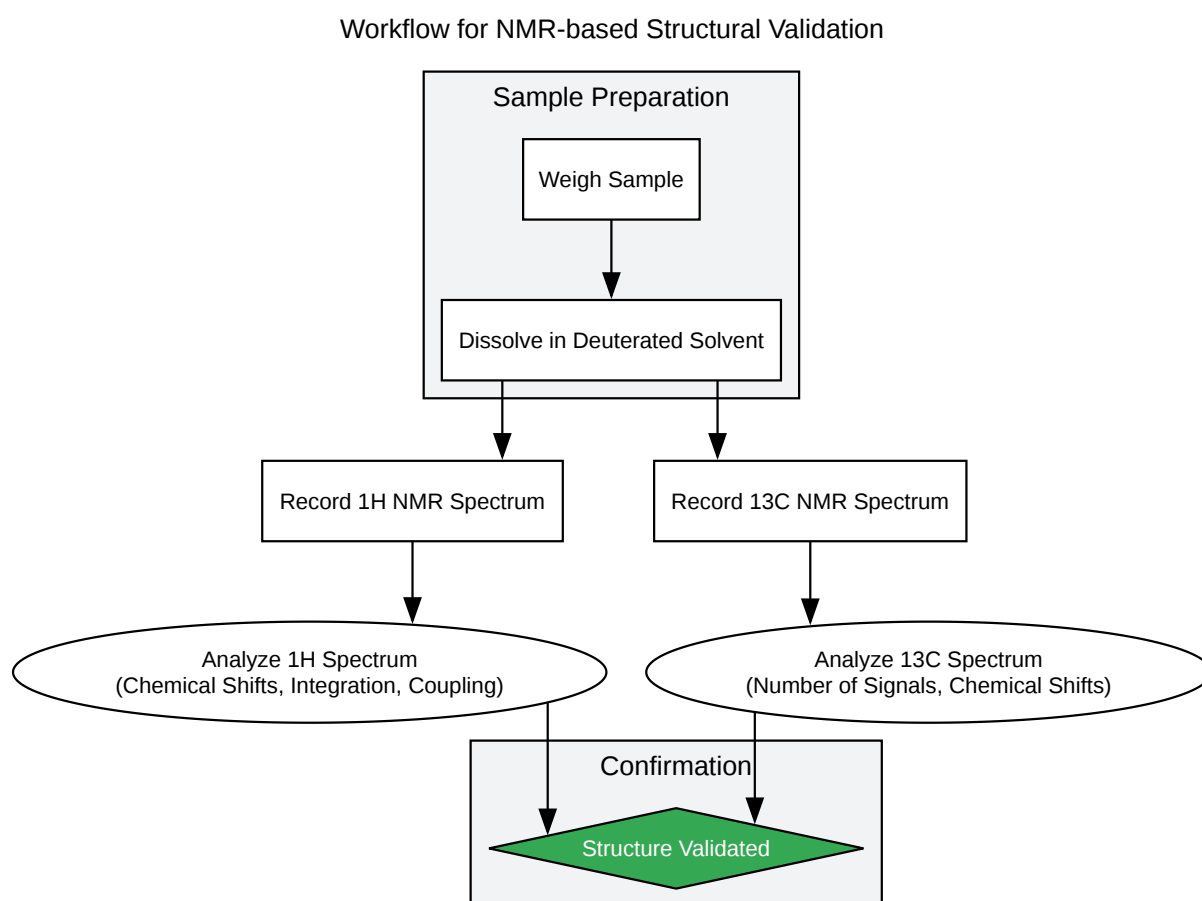 Workflow for NMR-based Structural Validation
Sample Preparation
Weigh Sample
Dissolve in Deuterated Solvent
Record 1H NMR Spectrum
Record 13C NMR Spectrum
Analyze 1H Spectrum
(Chemical Shifts, Integration, Coupling)
Analyze 13C Spectrum
(Number of Signals, Chemical Shifts)
Confirmation
Structure Validated